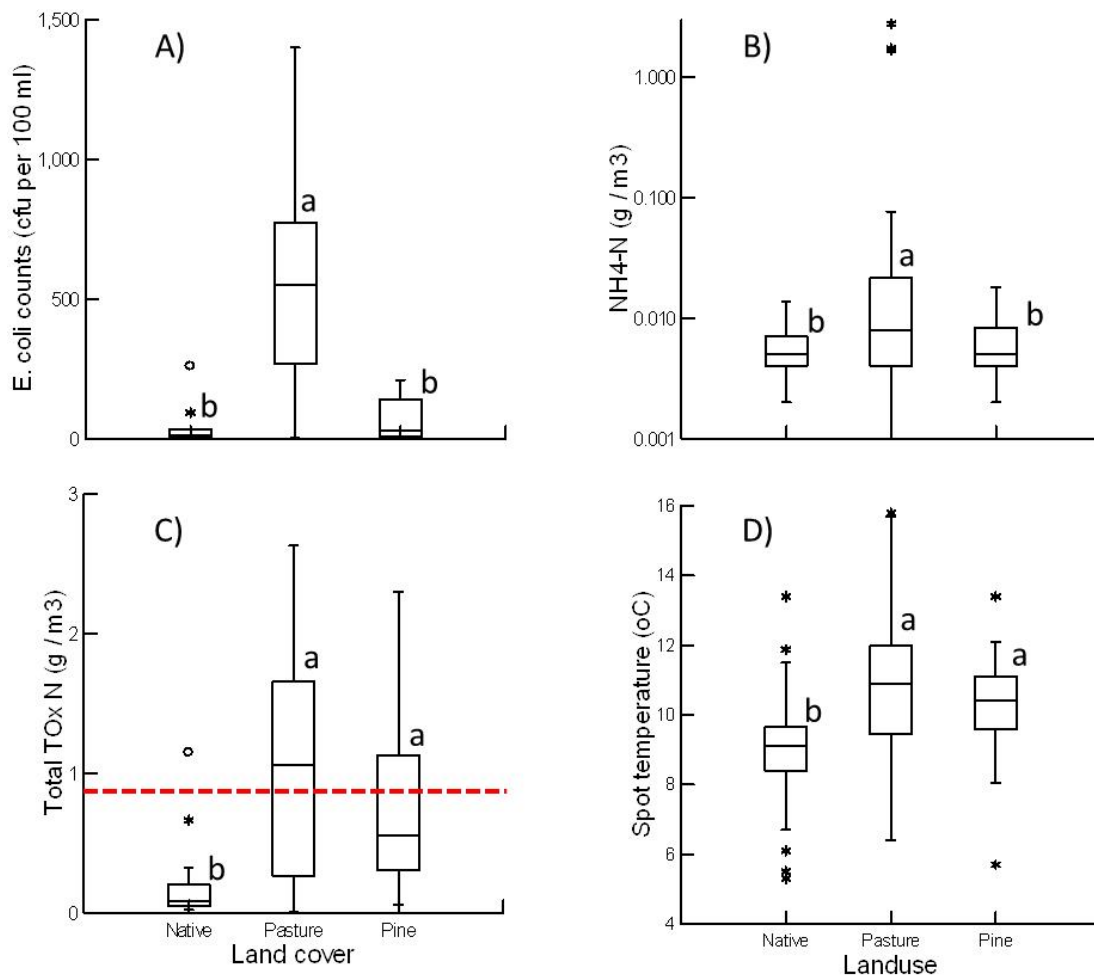 A)
E. coli counts (cfu per 100 ml)
1,500
1,000
500
0
b
a
b
B)
NH4-N (g / m3)
1.000
0.100
0.010
0.001
b
a
b
C)
Total TOx N (g / m3)
3
2
1
0
b
a
a
Native Pasture Pine
Land cover
D)
Spot temperature (oC)
16
14
12
10
8
6
4
b
a
a
Native Pasture Pine
Landuse